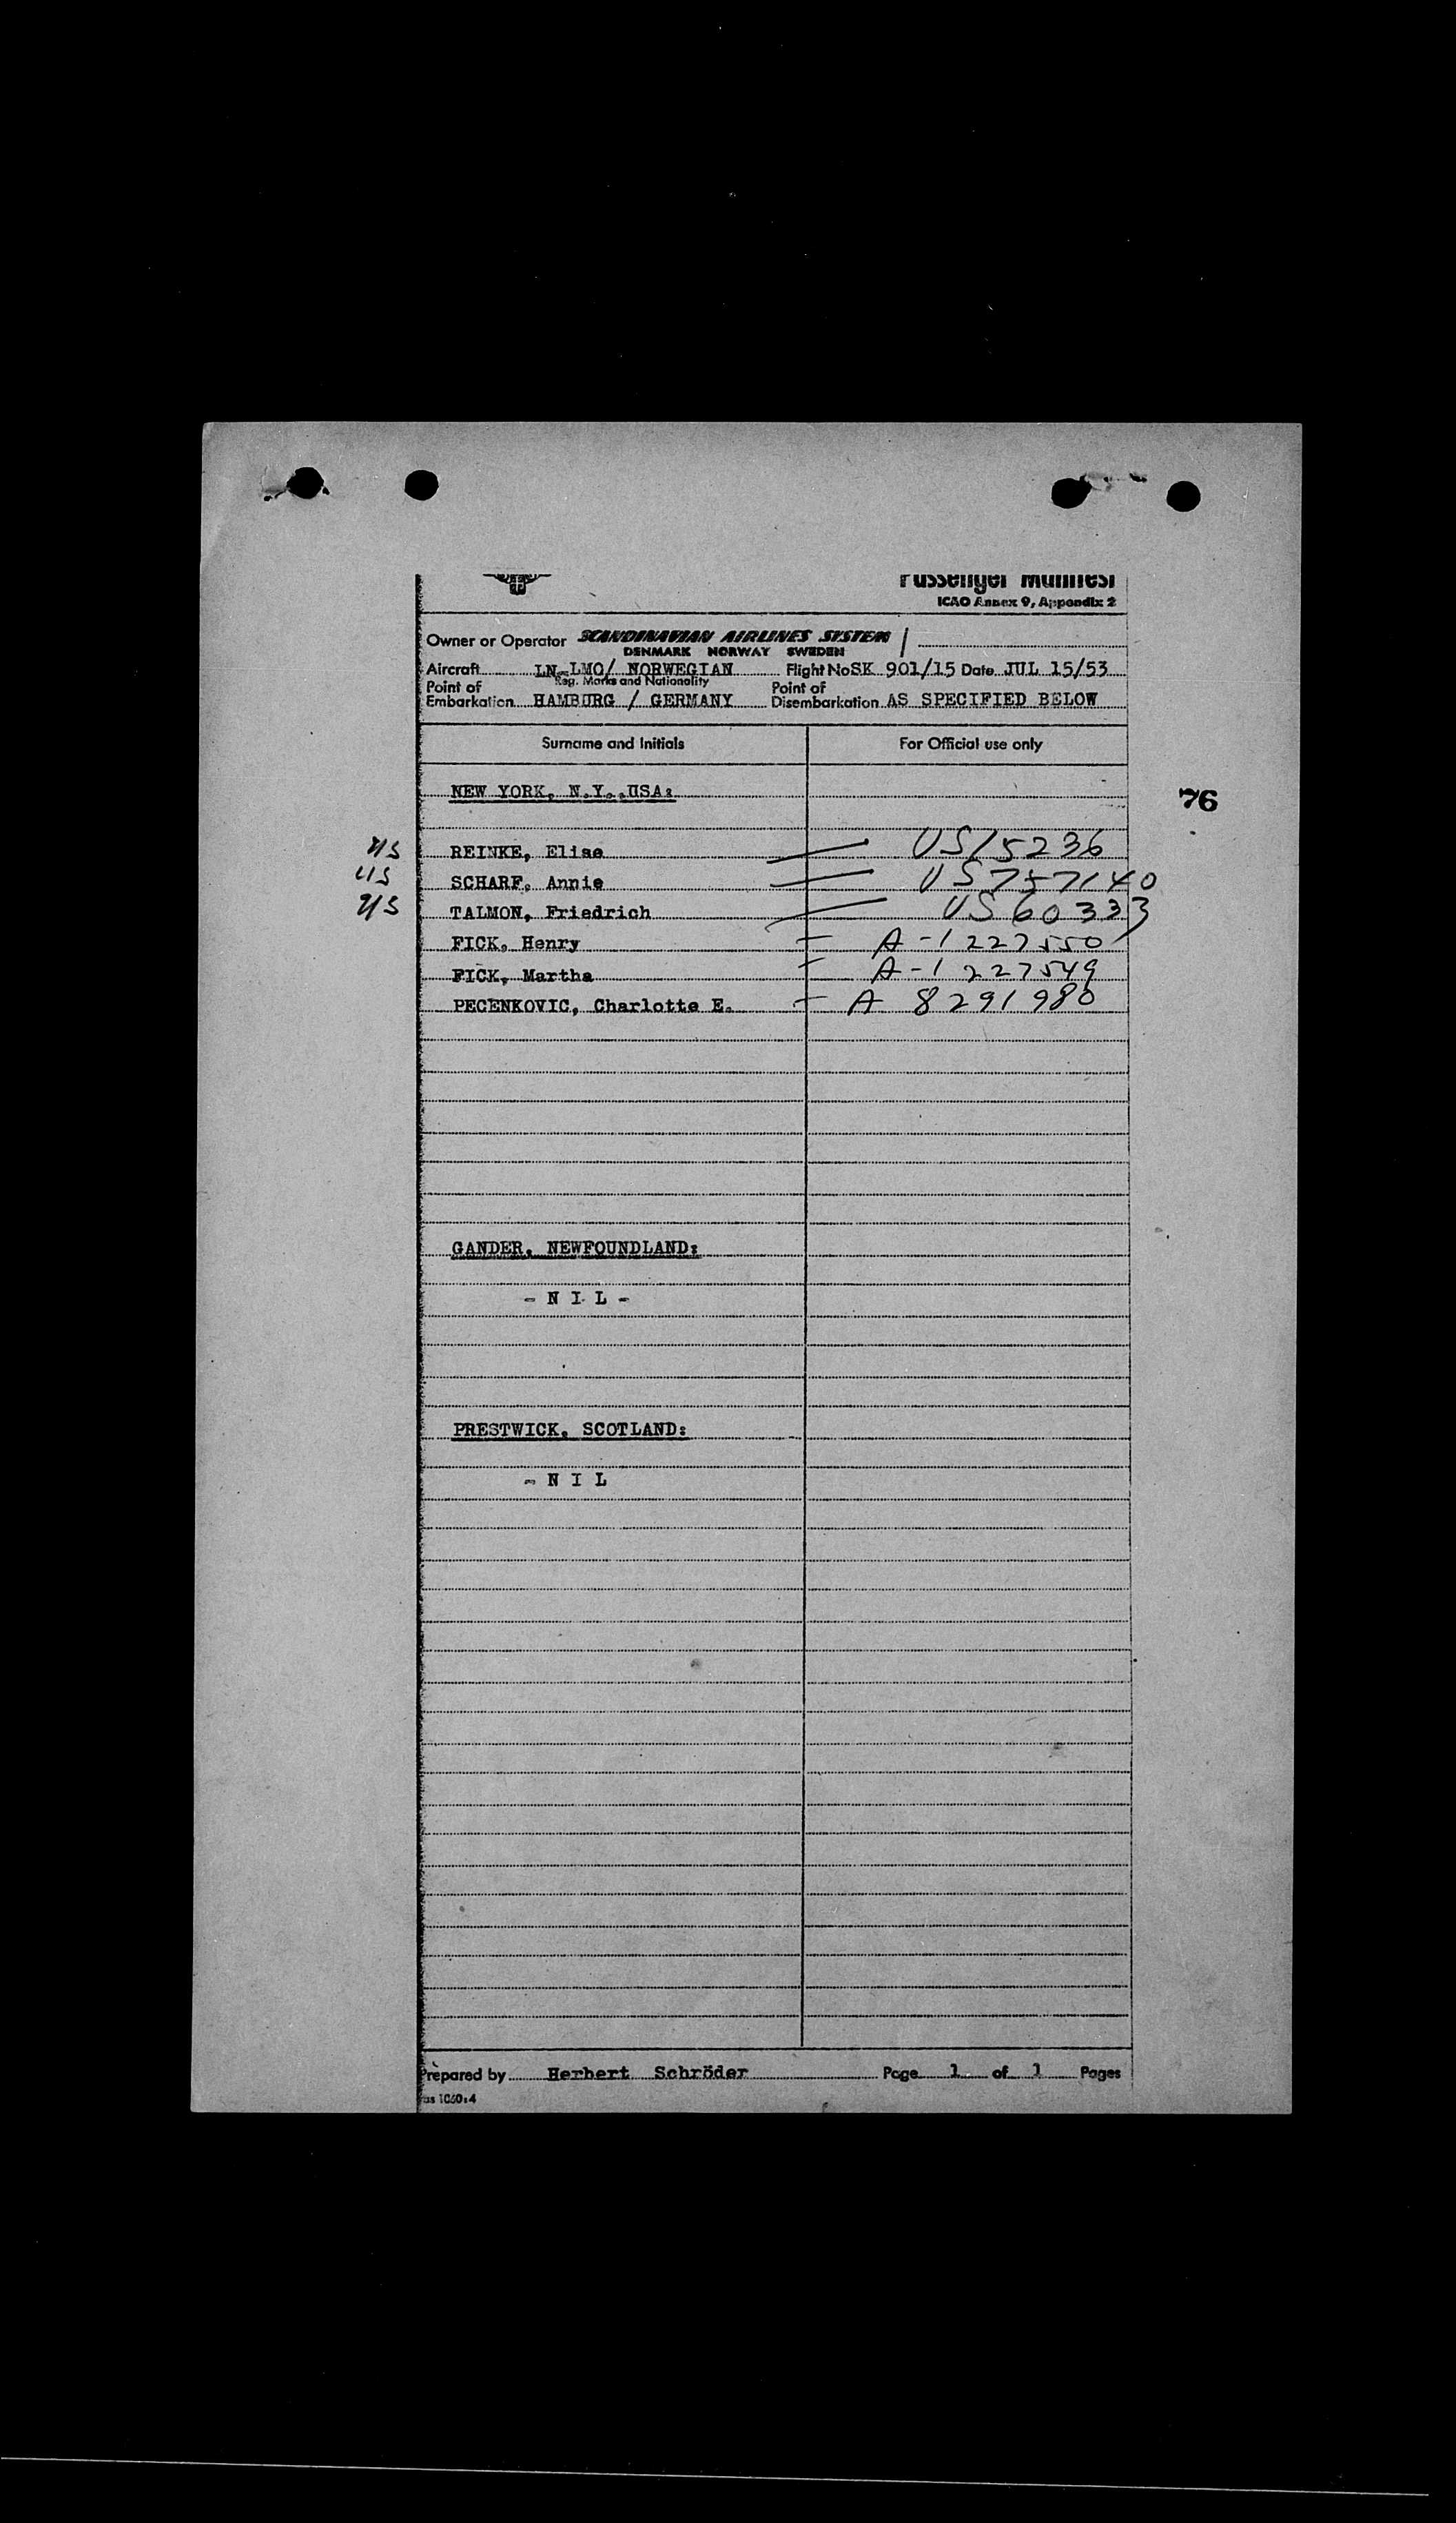 Passenger Manifest
ICAO Annex 9, Appendix 2
Owner or Operator SCANDINAVIAN AIRLINES SYSTEM /
DENMARK NORWAY SWEDEN
Aircraft LN-LMO/ NORWEGIAN Flight No SK 901/15 Date JUL 15/53
Reg. Marks and Nationality
Point of Embarkation HAMBURG / GERMANY Point of Disembarkation AS SPECIFIED BELOW
Surname and Initials For Official use only
NEW YORK, N.Y.,USA:
76
US REINKE, Elise US15236
US SCHARF, Annie US757140
US TALMON, Friedrich US60333
FICK, Henry A-1227550
FICK, Martha A-1227549
PECENKOVIC, Charlotte E. A 8291980
GANDER, NEWFOUNDLAND:
- N I L -
PRESTWICK, SCOTLAND:
- N I L
Prepared by Herbert Schröder Page 1 of 1 Pages
1060:4